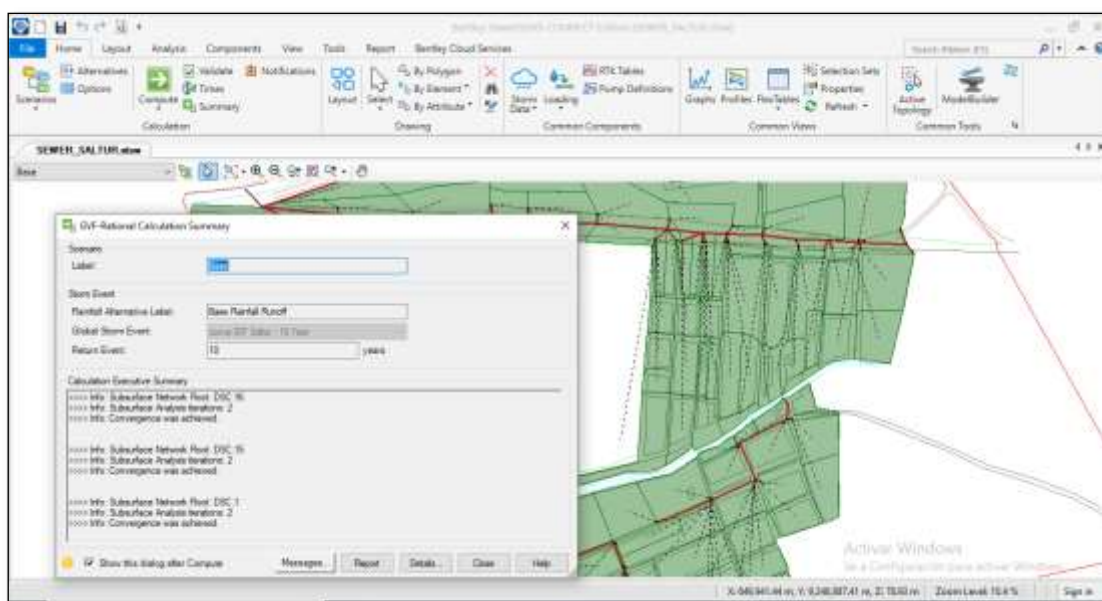 File Home Layout Analysis Components View Tools Report Bentley Cloud Services
Alternatives
Options
Scenarios
Compute
Validate
Times
Summary
Notifications
Calculation
Layout
Select
By Polygon
By Element
By Attribute
Drawing
Storm Data
Loading
RTK Tables
Pump Definitions
Common Components
Graphs Profiles FlexTables
Selection Sets
Properties
Refresh
Common Views
Active Topology
ModelBuilder
Common Tools
SEWER_SALTUR.stsw
Base
GVF-Rational Calculation Summary
Scenario
Label:
Storm Event
Rainfall Alternative Label: Base Rainfall Runoff
Global Storm Event:
Return Event: 10 years
Calculation Executive Summary
>>>> Info: Subsurface Network Root: DSC 16
>>>> Info: Subsurface Analysis iterations: 2
>>>> Info: Convergence was achieved.
>>>> Info: Subsurface Network Root: DSC 15
>>>> Info: Subsurface Analysis iterations: 2
>>>> Info: Convergence was achieved.
>>>> Info: Subsurface Network Root: DSC 1
>>>> Info: Subsurface Analysis iterations: 2
>>>> Info: Convergence was achieved.
Show this dialog after Compute
Messages... Report Details... Close Help
Activar Windows
Zoom Level: 10.4 % Sign in